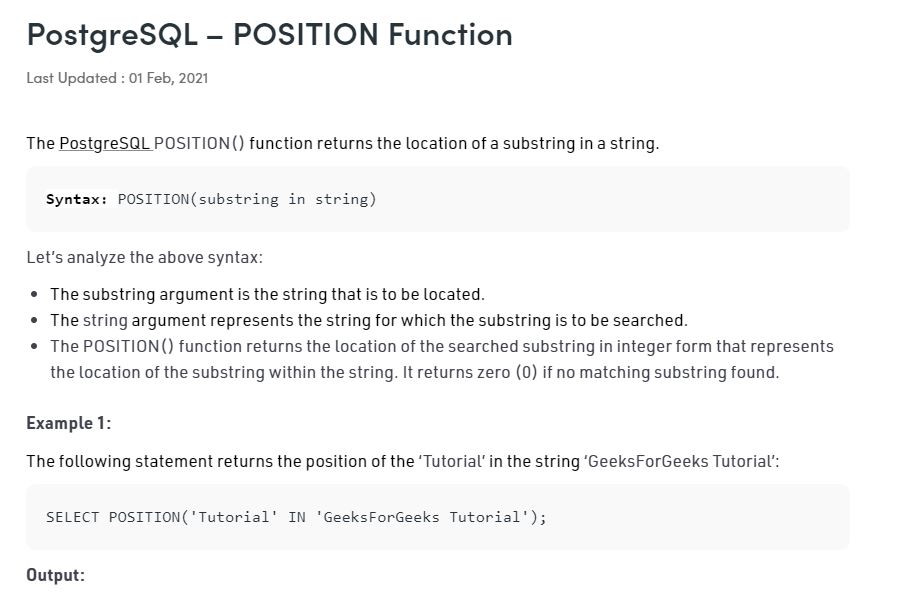 PostgreSQL – POSITION Function
Last Updated : 01 Feb, 2021
The PostgreSQL POSITION() function returns the location of a substring in a string.
Syntax: POSITION(substring in string)
Let's analyze the above syntax:
• The substring argument is the string that is to be located.
• The string argument represents the string for which the substring is to be searched.
• The POSITION() function returns the location of the searched substring in integer form that represents
the location of the substring within the string. It returns zero (0) if no matching substring found.
Example 1:
The following statement returns the position of the ‘Tutorial’ in the string ‘GeeksForGeeks Tutorial’:
SELECT POSITION('Tutorial' IN 'GeeksForGeeks Tutorial');
Output: